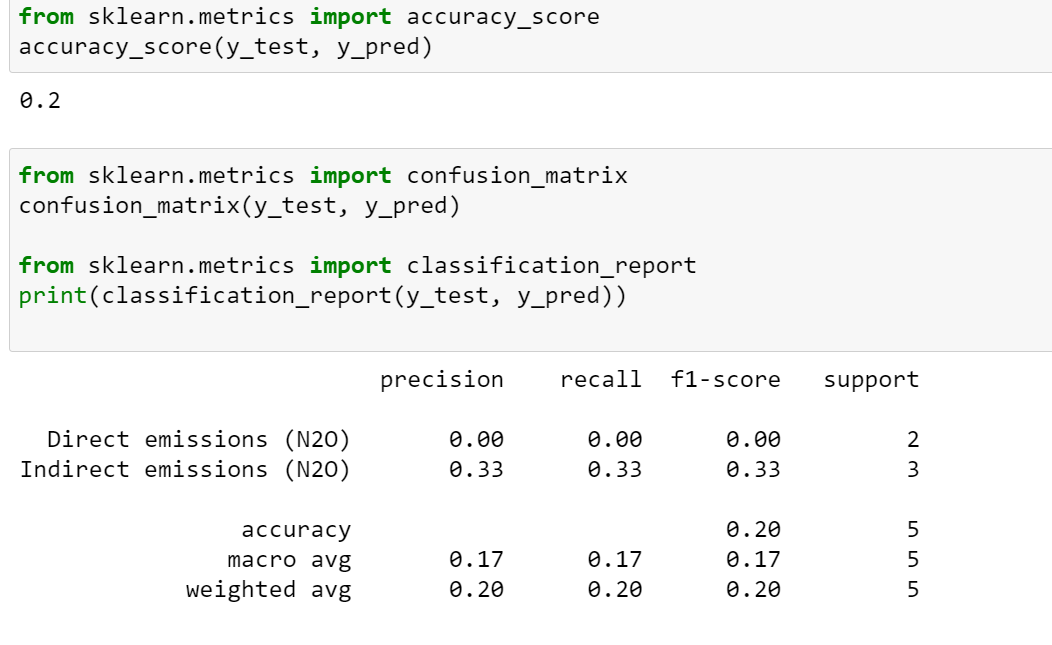 from sklearn.metrics import accuracy_score
accuracy_score(y_test, y_pred)
0.2
from sklearn.metrics import confusion_matrix
confusion_matrix(y_test, y_pred)
from sklearn.metrics import classification_report
print(classification_report(y_test, y_pred))
precision recall f1-score support
Direct emissions (N2O) 0.00 0.00 0.00 2
Indirect emissions (N2O) 0.33 0.33 0.33 3
accuracy 0.20 5
macro avg 0.17 0.17 0.17 5
weighted avg 0.20 0.20 0.20 5